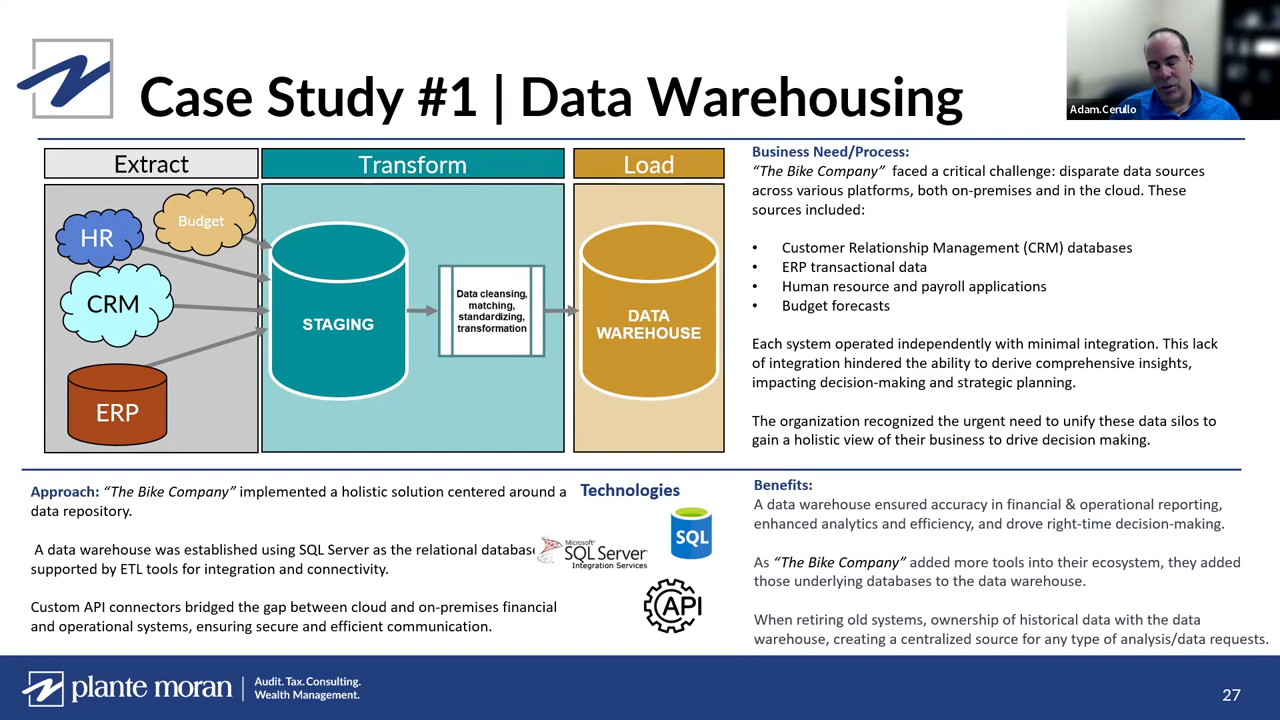 Case Study #1 | Data Warehousing
Adam.Cerullo
Extract
Transform
Load
Budget
HR
CRM
ERP
STAGING
Data cleansing,
matching,
standardizing,
transformation
DATA
WAREHOUSE
Business Need/Process:
“The Bike Company” faced a critical challenge: disparate data sources
across various platforms, both on-premises and in the cloud. These
sources included:
• Customer Relationship Management (CRM) databases
• ERP transactional data
• Human resource and payroll applications
• Budget forecasts
Each system operated independently with minimal integration. This lack
of integration hindered the ability to derive comprehensive insights,
impacting decision-making and strategic planning.
The organization recognized the urgent need to unify these data silos to
gain a holistic view of their business to drive decision making.
Approach: “The Bike Company” implemented a holistic solution centered around a
data repository.
A data warehouse was established using SQL Server as the relational database
supported by ETL tools for integration and connectivity.
Custom API connectors bridged the gap between cloud and on-premises financial
and operational systems, ensuring secure and efficient communication.
Technologies
Microsoft
SQL Server
Integration Services
SQL
API
Benefits:
A data warehouse ensured accuracy in financial & operational reporting,
enhanced analytics and efficiency, and drove right-time decision-making.
As “The Bike Company” added more tools into their ecosystem, they added
those underlying databases to the data warehouse.
When retiring old systems, ownership of historical data with the data
warehouse, creating a centralized source for any type of analysis/data requests.
plante moran
Audit. Tax. Consulting.
Wealth Management.
27